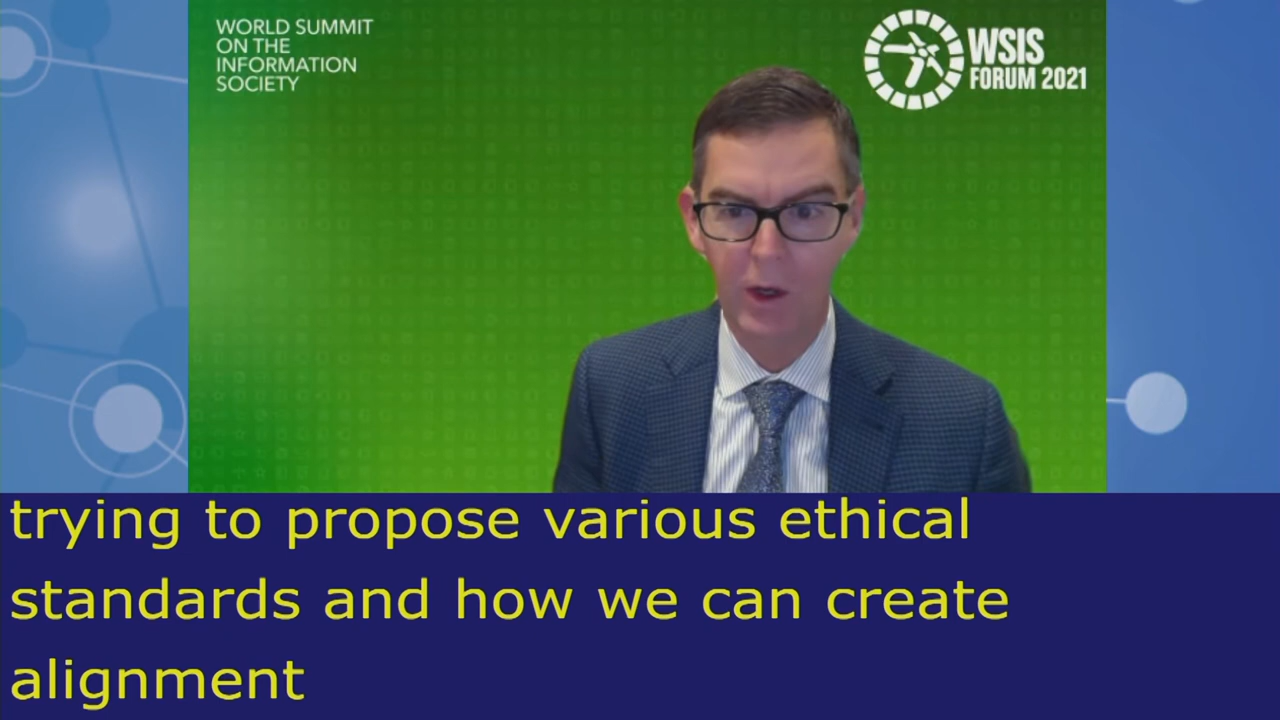 WORLD SUMMIT
ON THE
INFORMATION
SOCIETY
WSIS
FORUM 2021
trying to propose various ethical
standards and how we can create
alignment